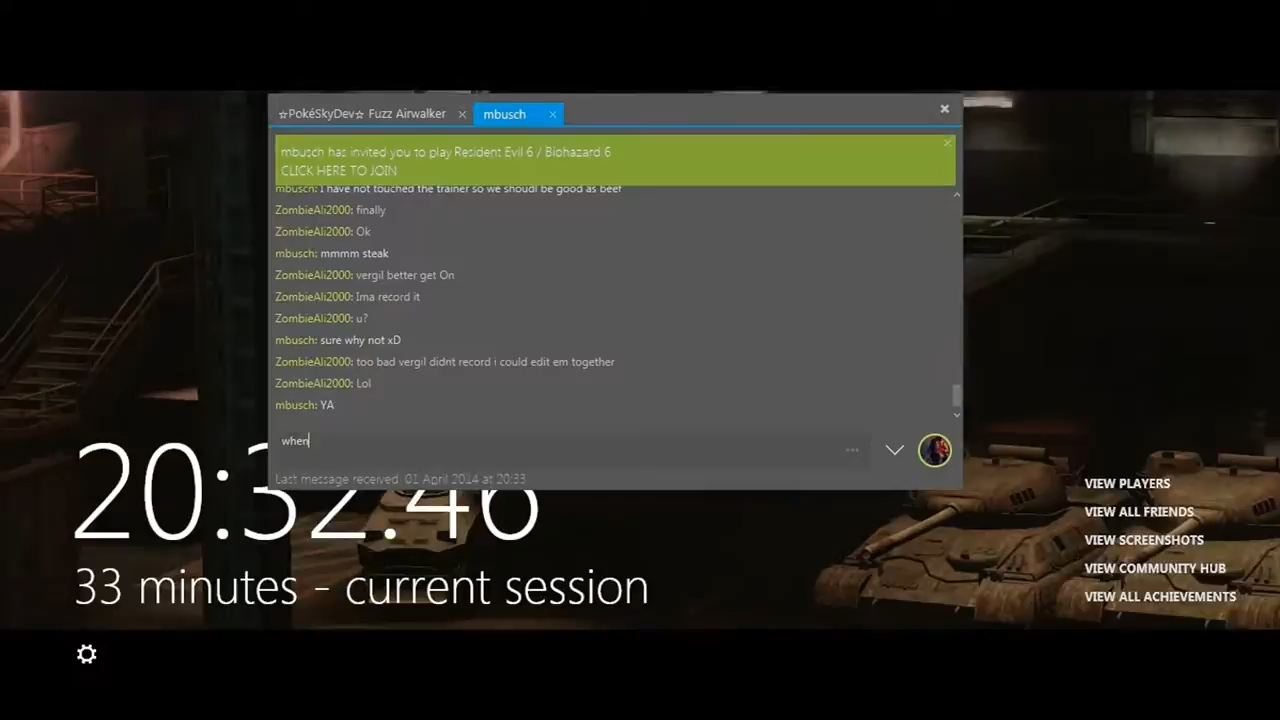 ☆PokéSkyDev☆ Fuzz Airwalker
mbusch
mbusch has invited you to play Resident Evil 6 / Biohazard 6
CLICK HERE TO JOIN
mbusch: I have not touched the trainer so we shoudl be good as beef
ZombieAli2000: finally
ZombieAli2000: Ok
mbusch: mmmm steak
ZombieAli2000: vergil better get On
ZombieAli2000: Ima record it
ZombieAli2000: u?
mbusch: sure why not xD
ZombieAli2000: too bad vergil didnt record i could edit em together
ZombieAli2000: Lol
mbusch: YA
when
Last message received: 01 April 2014 at 20:33
20:32:46
33 minutes - current session
VIEW PLAYERS
VIEW ALL FRIENDS
VIEW SCREENSHOTS
VIEW COMMUNITY HUB
VIEW ALL ACHIEVEMENTS